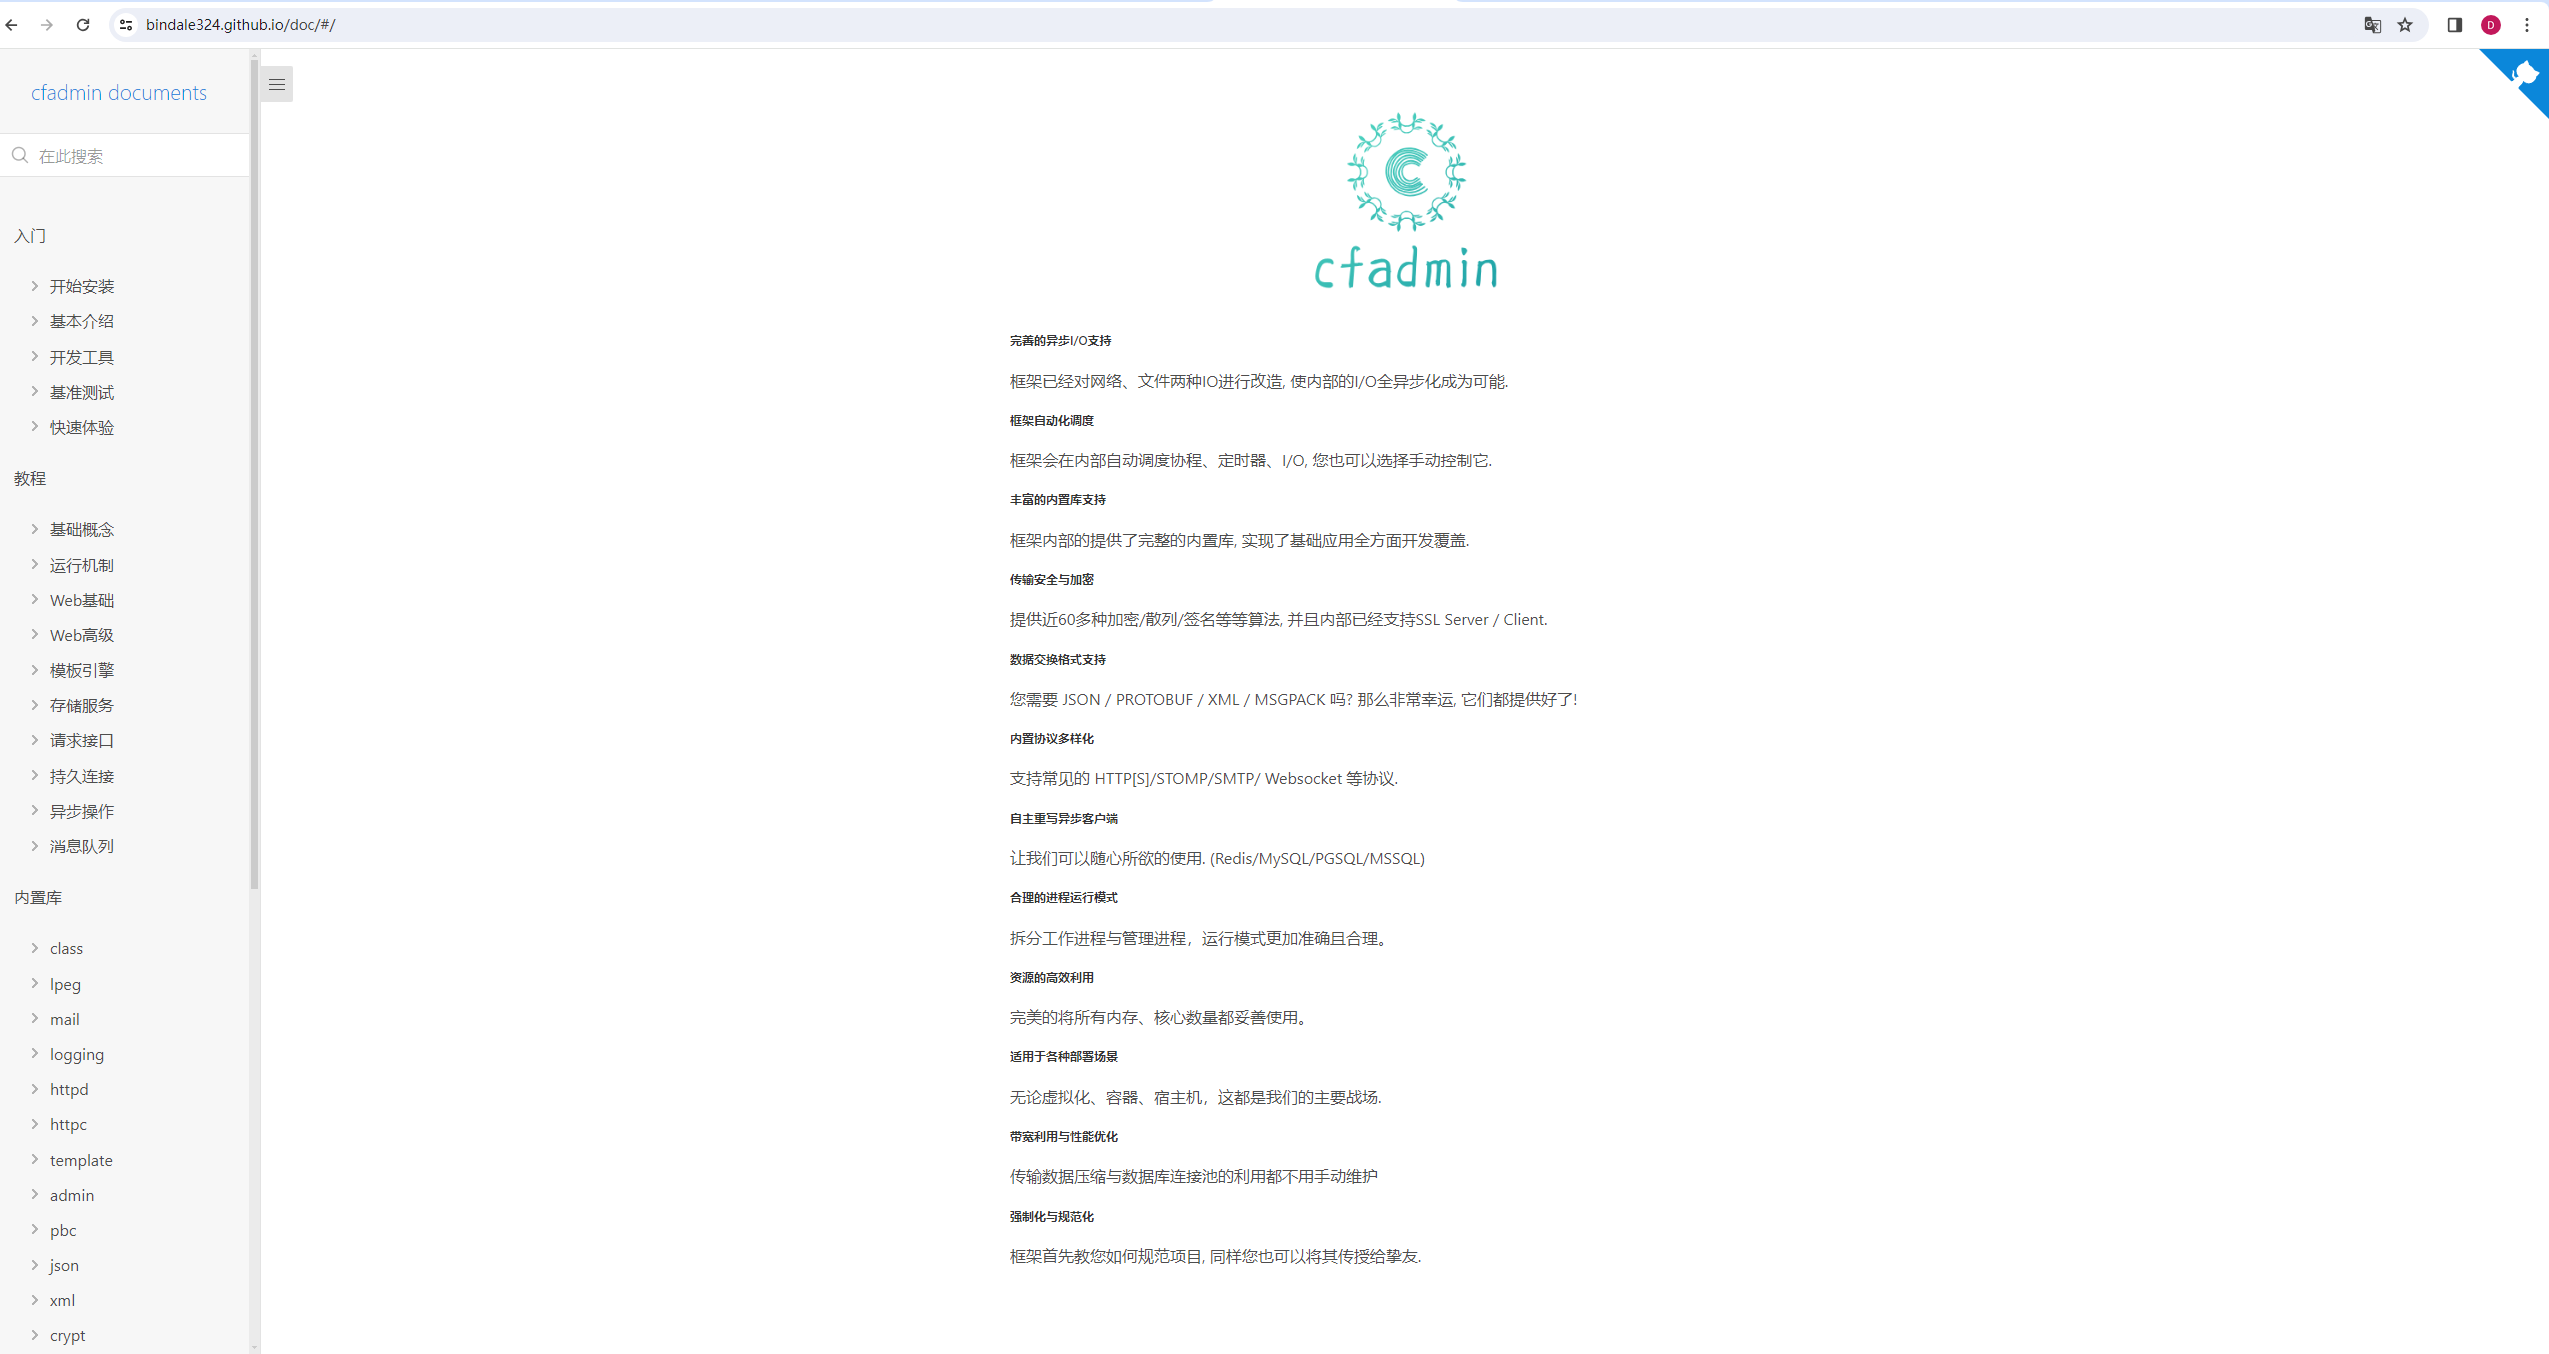 bindale324.github.io/doc/#/
D
cfadmin documents
在此搜索
入门
开始安装
基本介绍
开发工具
基准测试
快速体验
教程
基础概念
运行机制
Web基础
Web高级
模板引擎
存储服务
请求接口
持久连接
异步操作
消息队列
内置库
class
lpeg
mail
logging
httpd
httpc
template
admin
pbc
json
xml
crypt
cfadmin
完善的异步I/O支持
框架已经对网络、文件两种IO进行改造, 使内部的I/O全异步化成为可能.
框架自动化调度
框架会在内部自动调度协程、定时器、I/O, 您也可以选择手动控制它.
丰富的内置库支持
框架内部的提供了完整的内置库, 实现了基础应用全方面开发覆盖.
传输安全与加密
提供近60多种加密/散列/签名等等算法, 并且内部已经支持SSL Server / Client.
数据交换格式支持
您需要 JSON / PROTOBUF / XML / MSGPACK 吗? 那么非常幸运, 它们都提供好了!
内置协议多样化
支持常见的 HTTP[S]/STOMP/SMTP/ Websocket 等协议.
自主重写异步客户端
让我们可以随心所欲的使用. (Redis/MySQL/PGSQL/MSSQL)
合理的进程运行模式
拆分工作进程与管理进程，运行模式更加准确且合理。
资源的高效利用
完美的将所有内存、核心数量都妥善使用。
适用于各种部署场景
无论虚拟化、容器、宿主机，这都是我们的主要战场.
带宽利用与性能优化
传输数据压缩与数据库连接池的利用都不用手动维护
强制化与规范化
框架首先教您如何规范项目, 同样您也可以将其传授给挚友.